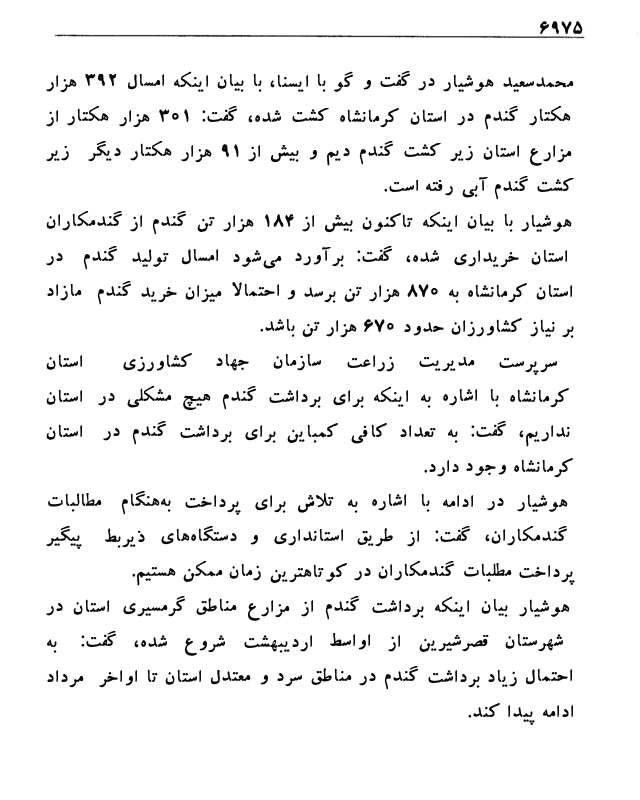 ۶۹۷۵
محمدسعید هوشیار در گفت و گو با ایسنا، با بیان اینکه امسال ۳۹۲ هزار
هکتار گندم در استان کرمانشاه کشت شده، گفت: ۳۰۱ هزار هکتار از
مزارع استان زیر کشت گندم دیم و بیش از ۹۱ هزار هکتار دیگر زیر
کشت گندم آبی رفته است.
هوشیار با بیان اینکه تاکنون بیش از ۱۸۴ هزار تن گندم از گندمکاران
استان خریداری شده، گفت: برآورد می‌شود امسال تولید گندم در
استان کرمانشاه به ۸۷۰ هزار تن برسد و احتمالا میزان خرید گندم مازاد
بر نیاز کشاورزان حدود ۶۷۰ هزار تن باشد.
سرپرست مدیریت زراعت سازمان جهاد کشاورزی استان
کرمانشاه با اشاره به اینکه برای برداشت گندم هیچ مشکلی در استان
نداریم، گفت: به تعداد کافی کمباین برای برداشت گندم در استان
کرمانشاه وجود دارد.
هوشیار در ادامه با اشاره به تلاش برای پرداخت به‌هنگام مطالبات
گندمکاران، گفت: از طریق استانداری و دستگاه‌های ذیربط پیگیر
پرداخت مطلبات گندمکاران در کوتاهترین زمان ممکن هستیم.
هوشیار بیان اینکه برداشت گندم از مزارع مناطق گرمسیری استان در
شهرستان قصرشیرین از اواسط اردیبهشت شروع شده، گفت: به
احتمال زیاد برداشت گندم در مناطق سرد و معتدل استان تا اواخر مرداد
ادامه پیدا کند.